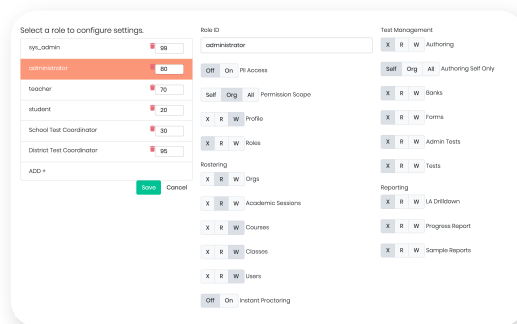 Select a role to configure settings.
sys_admin 99
administrator 80
teacher 70
student 20
School Test Coordinator 30
District Test Coordinator 95
ADD +
Save Cancel
Role ID
administrator
Off On PII Access
Self Org All Permission Scope
X R W Profile
X R W Roles
Rostering
X R W Orgs
X R W Academic Sessions
X R W Courses
X R W Classes
X R W Users
Off On Instant Proctoring
Test Management
X R W Authoring
Self Org All Authoring Self Only
X R W Banks
X R W Forms
X R W Admin Tests
X R W Tests
Reporting
X R W LA Drilldown
X R W Progress Report
X R W Sample Reports